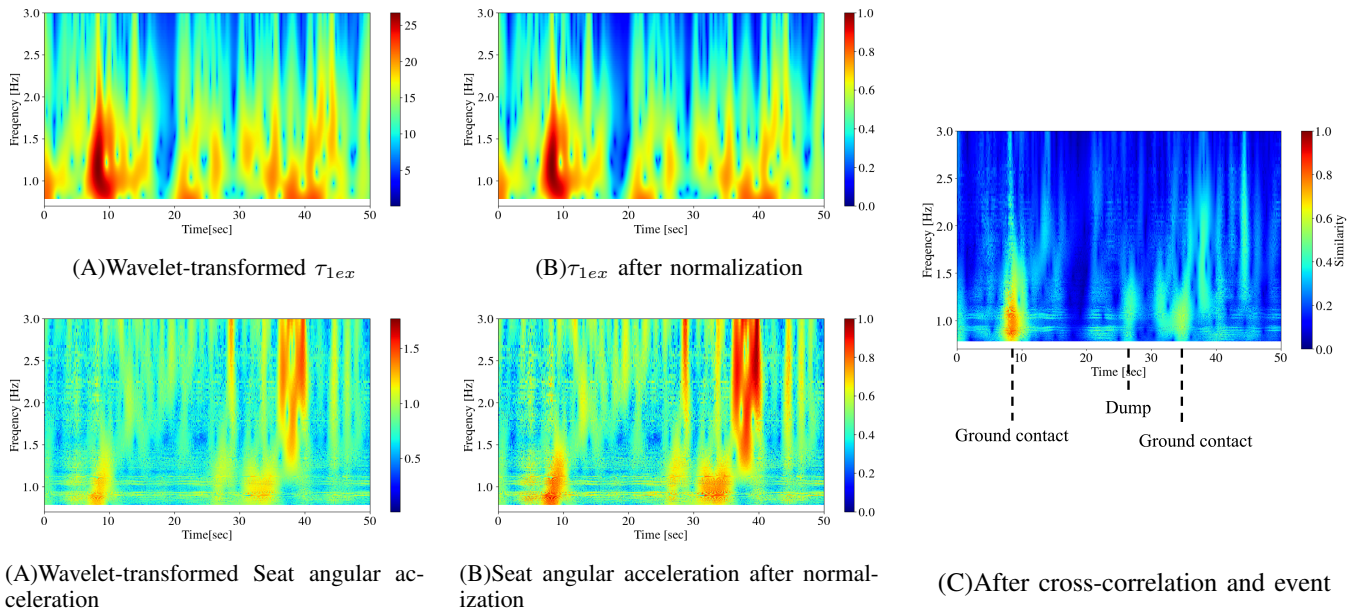 3.0
2.5
2.0
1.5
1.0
Freqency [Hz]
0 10 20 30 40 50
Time[sec]
25
20
15
10
5
(A)Wavelet-transformed τ1ex
3.0
2.5
2.0
1.5
1.0
Freqency [Hz]
0 10 20 30 40 50
Time[sec]
1.0
0.8
0.6
0.4
0.2
0.0
(B)τ1ex after normalization
3.0
2.5
2.0
1.5
1.0
Freqency [Hz]
0 10 20 30 40 50
Time[sec]
1.5
1.0
0.5
(A)Wavelet-transformed Seat angular ac-
celeration
3.0
2.5
2.0
1.5
1.0
Freqency [Hz]
0 10 20 30 40 50
Time[sec]
1.0
0.8
0.6
0.4
0.2
0.0
(B)Seat angular acceleration after normal-
ization
3.0
2.5
2.0
1.5
1.0
Freqency [Hz]
0 10 20 30 40 50
Time [sec]
1.0
0.8
0.6
0.4
0.2
0.0
Similarity
Dump
Ground contact
Ground contact
(C)After cross-correlation and event